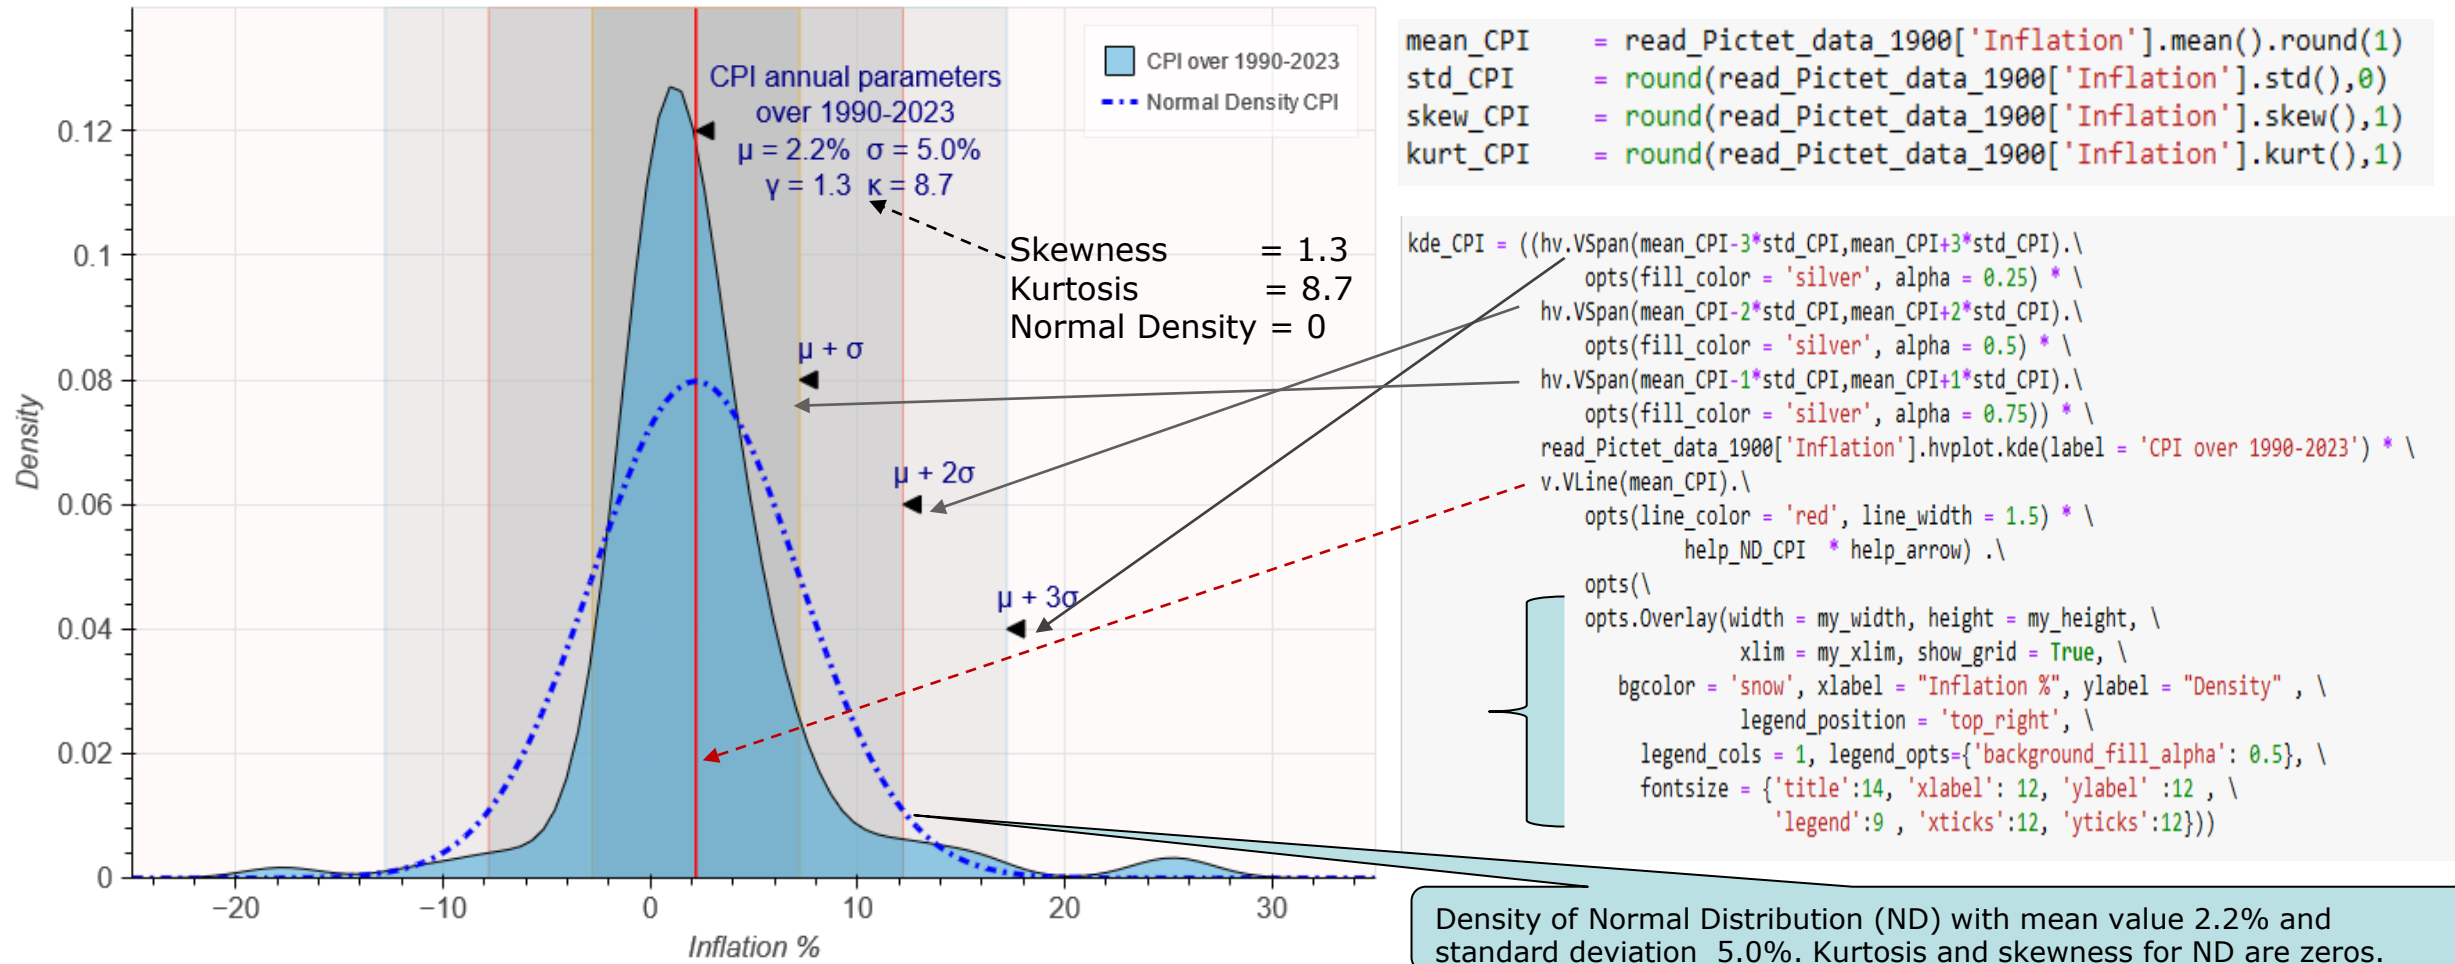 CPI over 1990-2023
Normal Density CPI
CPI annual parameters
over 1990-2023
μ = 2.2%  σ = 5.0%
γ = 1.3  κ = 8.7
Skewness = 1.3
Kurtosis = 8.7
Normal Density = 0
μ + σ
μ + 2σ
μ + 3σ
Density
0.12
0.1
0.08
0.06
0.04
0.02
0
−20 −10 0 10 20 30
Inflation %
mean_CPI = read_Pictet_data_1900['Inflation'].mean().round(1)
std_CPI = round(read_Pictet_data_1900['Inflation'].std(),0)
skew_CPI = round(read_Pictet_data_1900['Inflation'].skew(),1)
kurt_CPI = round(read_Pictet_data_1900['Inflation'].kurt(),1)
kde_CPI = ((hv.VSpan(mean_CPI-3*std_CPI,mean_CPI+3*std_CPI).\
opts(fill_color = 'silver', alpha = 0.25) * \
hv.VSpan(mean_CPI-2*std_CPI,mean_CPI+2*std_CPI).\
opts(fill_color = 'silver', alpha = 0.5) * \
hv.VSpan(mean_CPI-1*std_CPI,mean_CPI+1*std_CPI).\
opts(fill_color = 'silver', alpha = 0.75)) * \
read_Pictet_data_1900['Inflation'].hvplot.kde(label = 'CPI over 1990-2023') * \
v.VLine(mean_CPI).\
opts(line_color = 'red', line_width = 1.5) * \
help_ND_CPI * help_arrow) .\
opts(\
opts.Overlay(width = my_width, height = my_height, \
xlim = my_xlim, show_grid = True, \
bgcolor = 'snow', xlabel = "Inflation %", ylabel = "Density" , \
legend_position = 'top_right', \
legend_cols = 1, legend_opts={'background_fill_alpha': 0.5}, \
fontsize = {'title':14, 'xlabel': 12, 'ylabel' :12 , \
'legend':9 , 'xticks':12, 'yticks':12}))
Density of Normal Distribution (ND) with mean value 2.2% and
standard deviation  5.0%. Kurtosis and skewness for ND are zeros.